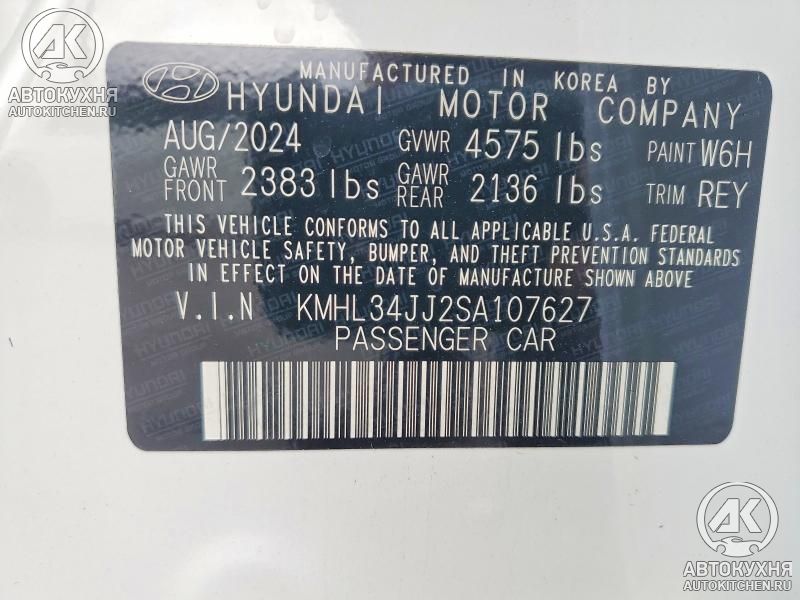 АК
АВТОКУХНЯ
AUTOKITCHEN.RU
MANUFACTURED IN KOREA BY
HYUNDAI MOTOR COMPANY
AUG/2024 GVWR 4575 lbs PAINT W6H
GAWR FRONT 2383 lbs GAWR REAR 2136 lbs TRIM REY
THIS VEHICLE CONFORMS TO ALL APPLICABLE U.S.A. FEDERAL
MOTOR VEHICLE SAFETY, BUMPER, AND THEFT PREVENTION STANDARDS
IN EFFECT ON THE DATE OF MANUFACTURE SHOWN ABOVE.
V.I.N KMHL34JJ2SA107627
PASSENGER CAR
АК
АВТОКУХНЯ
AUTOKITCHEN.RU